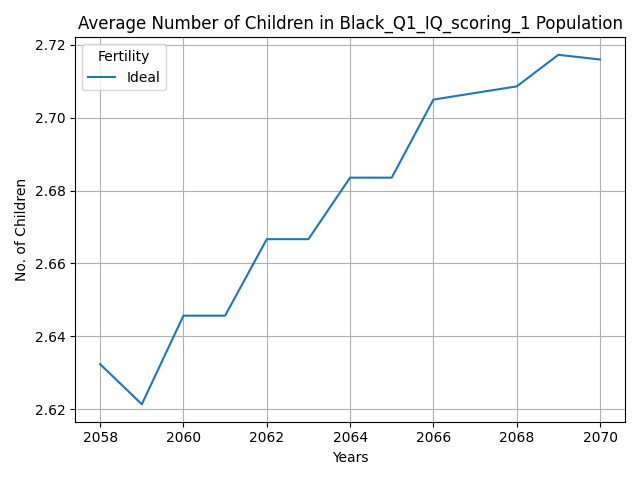 Average Number of Children in Black_Q1_IQ_scoring_1 Population
Fertility
Ideal
No. of Children
2.72
2.70
2.68
2.66
2.64
2.62
2058 2060 2062 2064 2066 2068 2070
Years